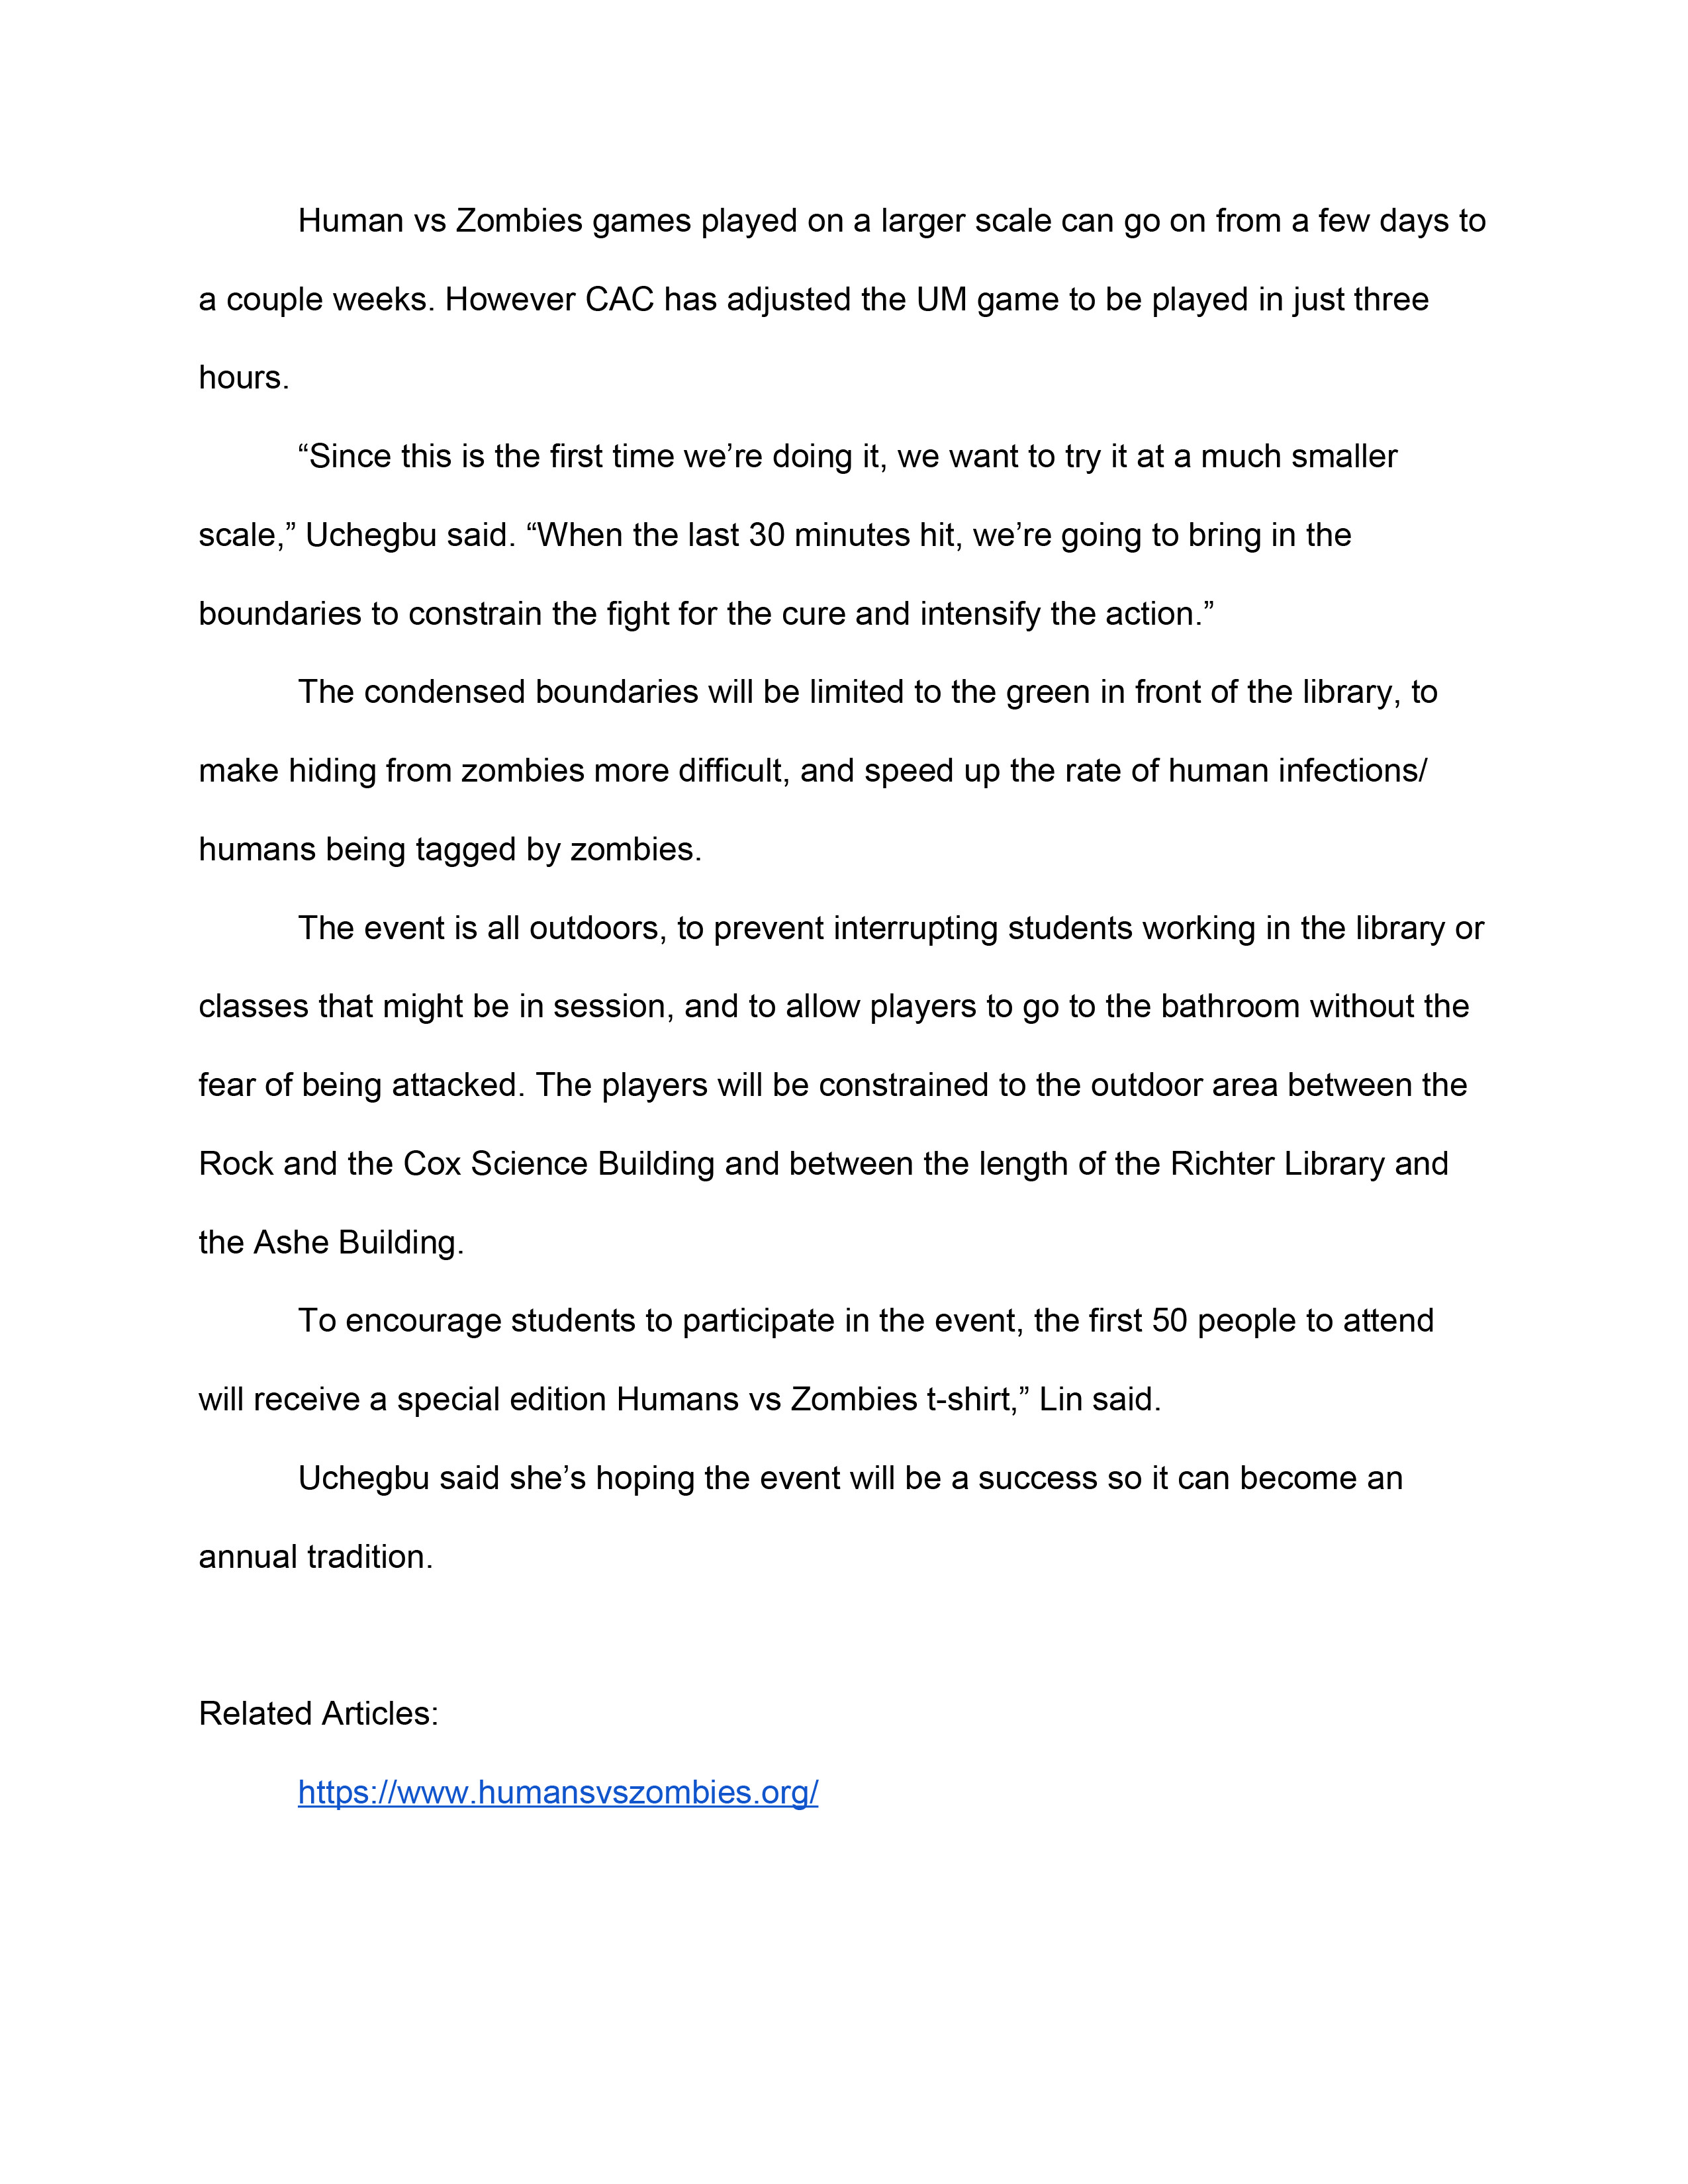 Human vs Zombies games played on a larger scale can go on from a few days to
a couple weeks. However CAC has adjusted the UM game to be played in just three
hours.
“Since this is the first time we’re doing it, we want to try it at a much smaller
scale,” Uchegbu said. “When the last 30 minutes hit, we’re going to bring in the
boundaries to constrain the fight for the cure and intensify the action.”
The condensed boundaries will be limited to the green in front of the library, to
make hiding from zombies more difficult, and speed up the rate of human infections/
humans being tagged by zombies.
The event is all outdoors, to prevent interrupting students working in the library or
classes that might be in session, and to allow players to go to the bathroom without the
fear of being attacked. The players will be constrained to the outdoor area between the
Rock and the Cox Science Building and between the length of the Richter Library and
the Ashe Building.
To encourage students to participate in the event, the first 50 people to attend
will receive a special edition Humans vs Zombies t-shirt,” Lin said.
Uchegbu said she’s hoping the event will be a success so it can become an
annual tradition.
Related Articles:
https://www.humansvszombies.org/